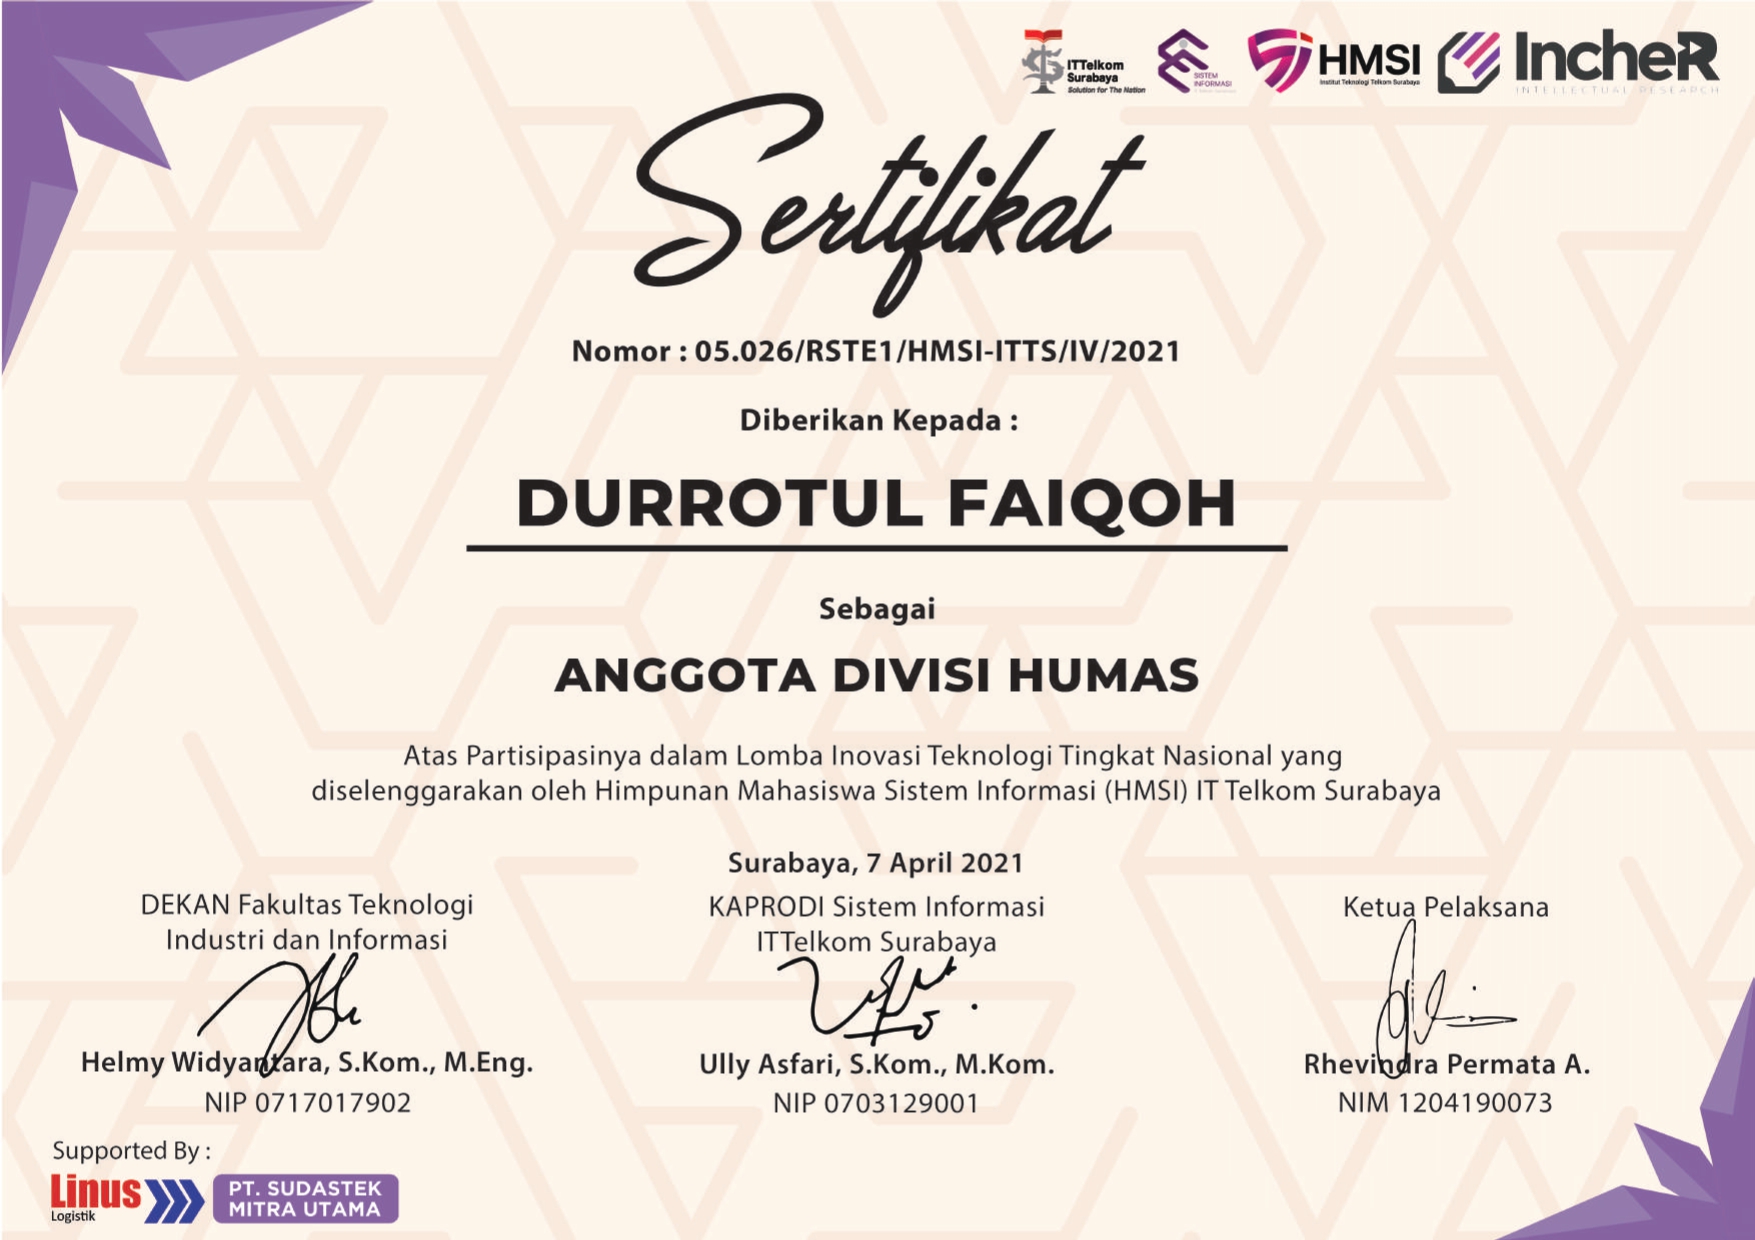 ITTelkom
Surabaya
Solution for The Nation
SISTEM
INFORMASI
HMSI
Institut Teknologi Telkom Surabaya
IncheR
INTELLECTUAL RESEARCH
Sertifikat
Nomor : 05.026/RSTE1/HMSI-ITTS/IV/2021
Diberikan Kepada :
DURROTUL FAIQOH
Sebagai
ANGGOTA DIVISI HUMAS
Atas Partisipasinya dalam Lomba Inovasi Teknologi Tingkat Nasional yang
diselenggarakan oleh Himpunan Mahasiswa Sistem Informasi (HMSI) IT Telkom Surabaya
Surabaya, 7 April 2021
DEKAN Fakultas Teknologi
Industri dan Informasi
Helmy Widyantara, S.Kom., M.Eng.
NIP 0717017902
KAPRODI Sistem Informasi
ITTelkom Surabaya
Ully Asfari, S.Kom., M.Kom.
NIP 0703129001
Ketua Pelaksana
Rhevindra Permata A.
NIM 1204190073
Supported By :
Linus
Logistik
PT. SUDASTEK
MITRA UTAMA